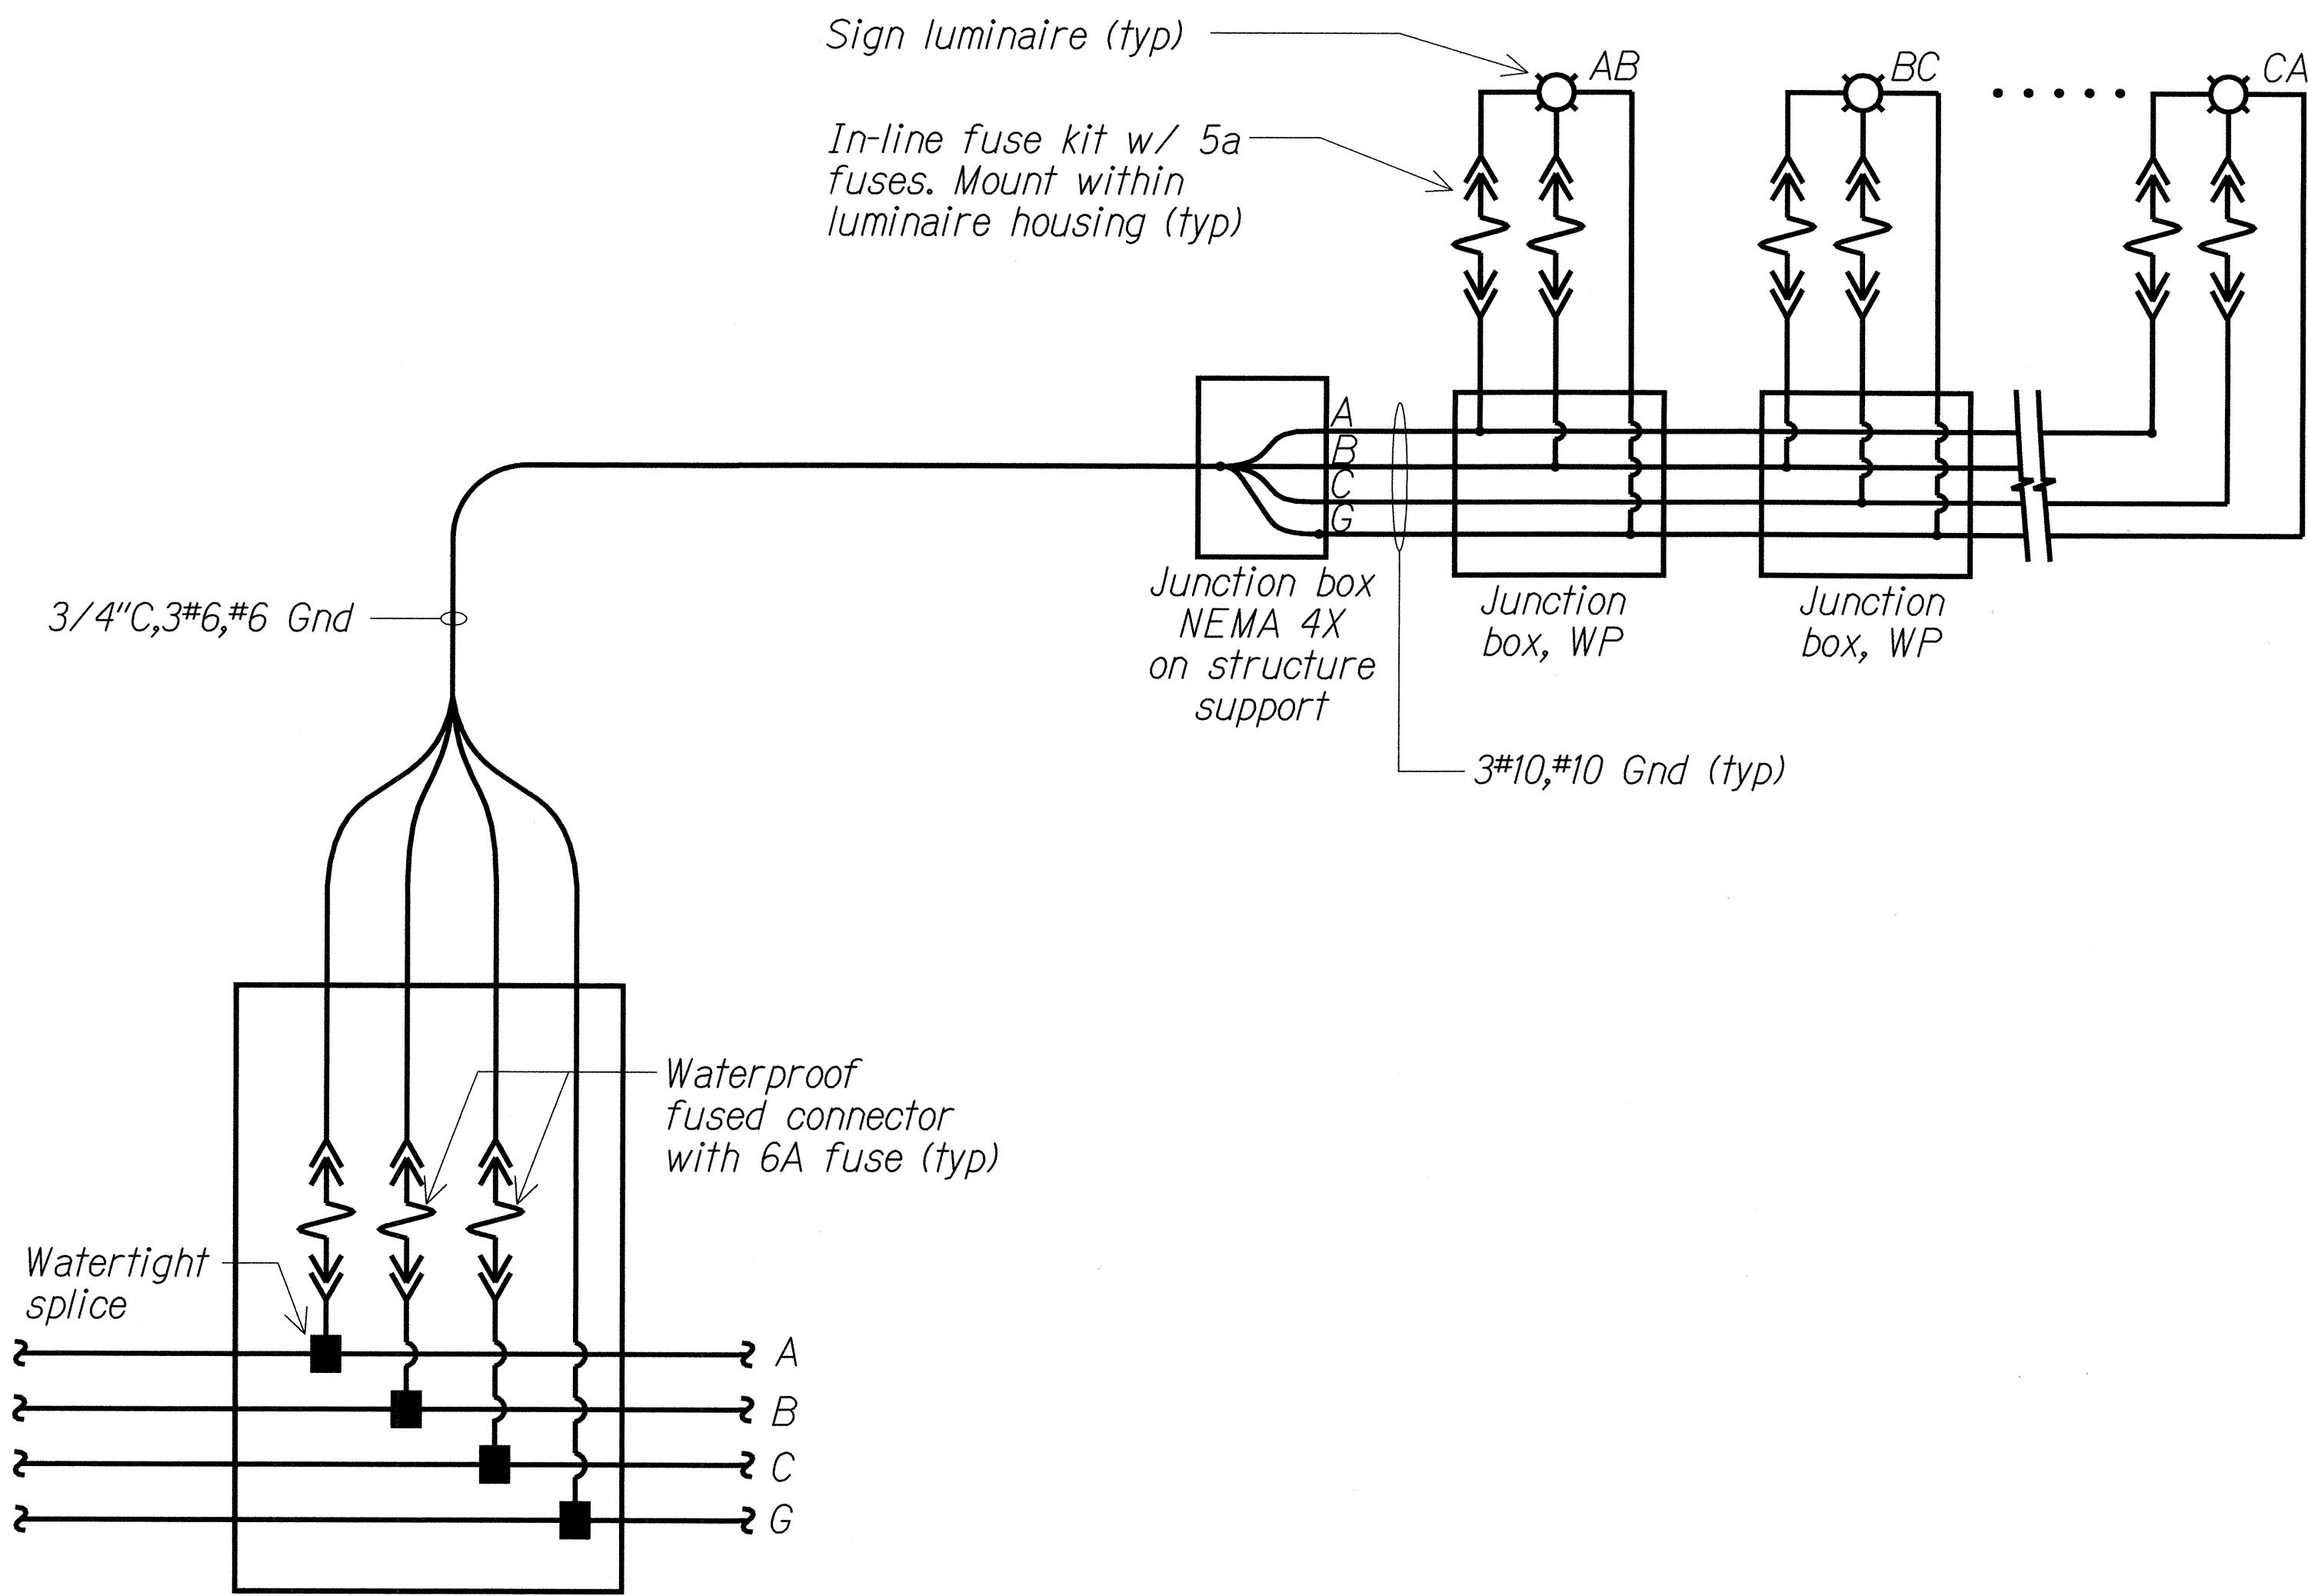 Sign luminaire (typ)
AB
BC
CA
In-line fuse kit w/ 5a
fuses. Mount within
luminaire housing (typ)
A
B
C
G
Junction box
NEMA 4X
on structure
support
Junction
box, WP
Junction
box, WP
3/4"C,3#6,#6 Gnd
3#10,#10 Gnd (typ)
Waterproof
fused connector
with 6A fuse (typ)
Watertight
splice
A
B
C
G